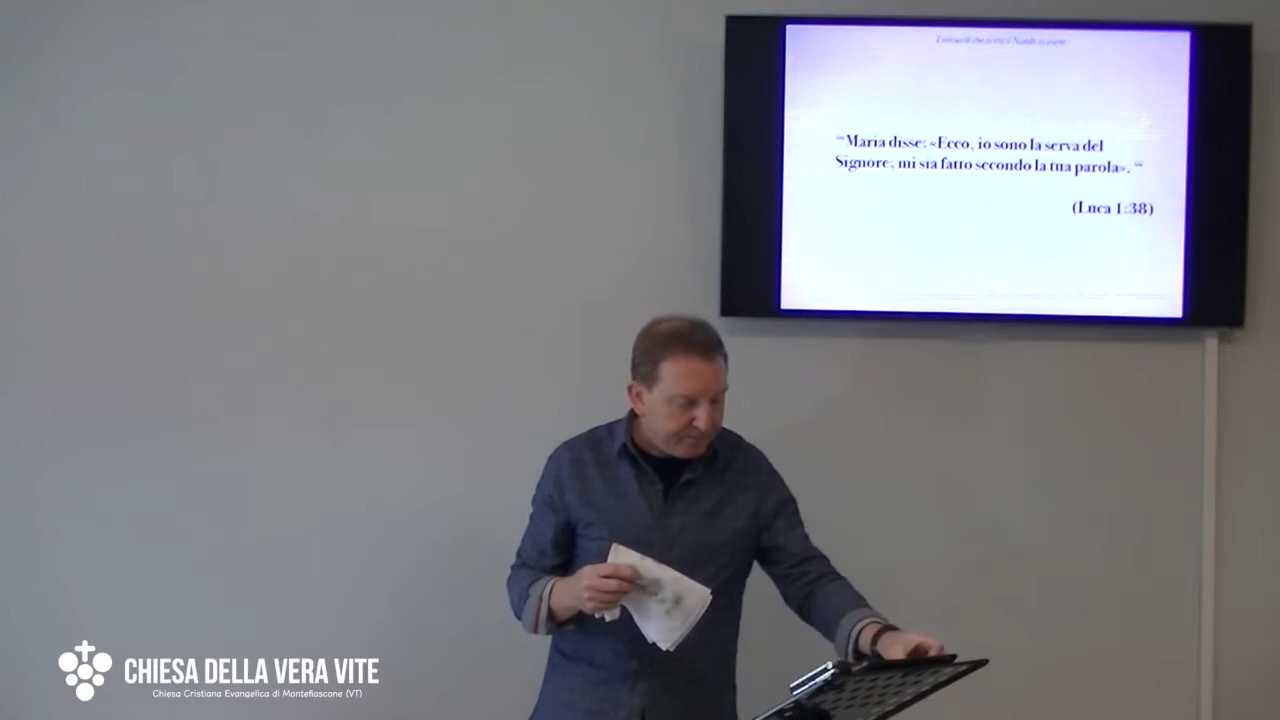 “Maria disse: «Ecco, io sono la serva del
Signore, mi sia fatto secondo la tua parola». “
(Luca 1:38)
CHIESA DELLA VERA VITE
Chiesa Cristiana Evangelica di Montefiascone (VT)